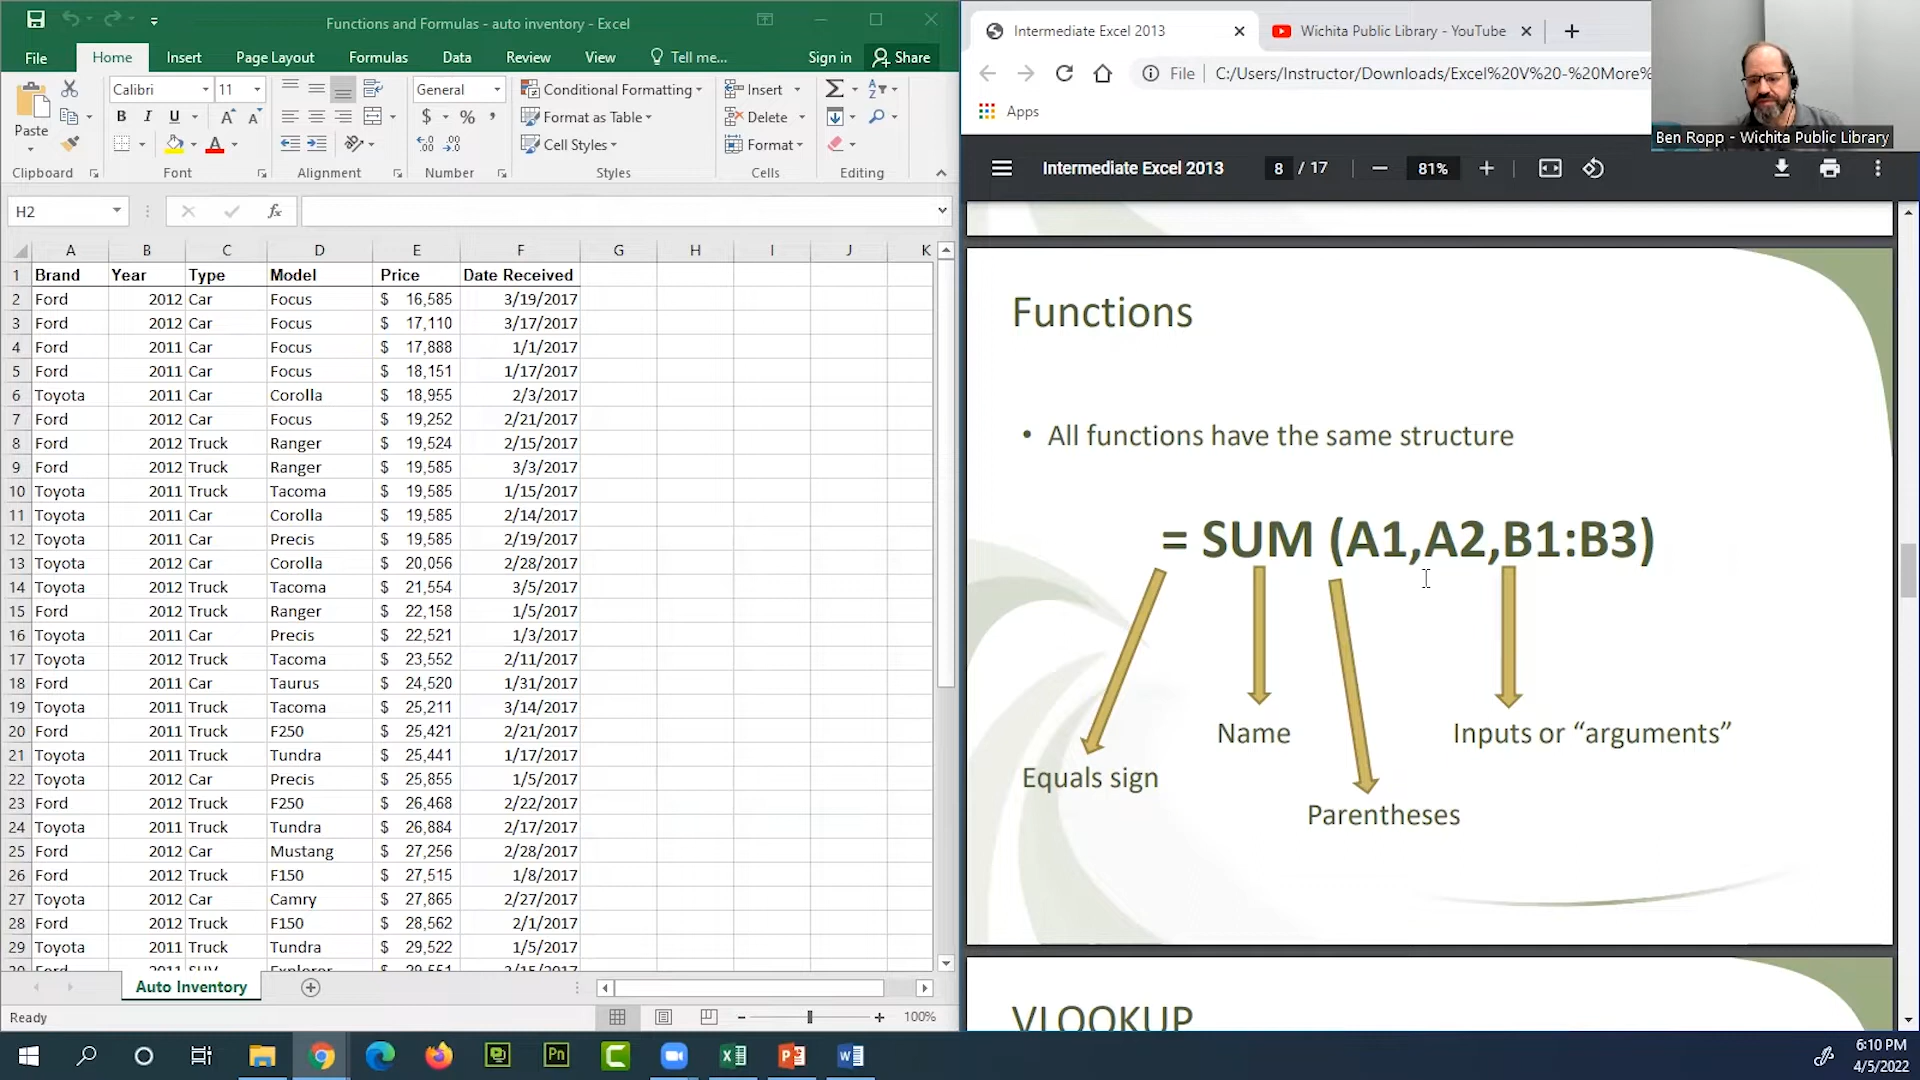 Functions and Formulas - auto inventory - Excel
File Home Insert Page Layout Formulas Data Review View Tell me... Sign in Share
Calibri 11 General Conditional Formatting Insert
Paste B I U $ % , Format as Table Delete
Cell Styles Format
Clipboard Font Alignment Number Styles Cells Editing
H2 fx
A B C D E F G H I J K
1 Brand Year Type Model Price Date Received
2 Ford 2012 Car Focus $ 16,585 3/19/2017
3 Ford 2012 Car Focus $ 17,110 3/17/2017
4 Ford 2011 Car Focus $ 17,888 1/1/2017
5 Ford 2011 Car Focus $ 18,151 1/17/2017
6 Toyota 2011 Car Corolla $ 18,955 2/3/2017
7 Ford 2012 Car Focus $ 19,252 2/21/2017
8 Ford 2012 Truck Ranger $ 19,524 2/15/2017
9 Ford 2012 Truck Ranger $ 19,585 3/3/2017
10 Toyota 2011 Truck Tacoma $ 19,585 1/15/2017
11 Toyota 2011 Car Corolla $ 19,585 2/14/2017
12 Toyota 2011 Car Precis $ 19,585 2/19/2017
13 Toyota 2012 Car Corolla $ 20,056 2/28/2017
14 Toyota 2012 Truck Tacoma $ 21,554 3/5/2017
15 Ford 2012 Truck Ranger $ 22,158 1/5/2017
16 Toyota 2011 Car Precis $ 22,521 1/3/2017
17 Toyota 2012 Truck Tacoma $ 23,552 2/11/2017
18 Ford 2011 Car Taurus $ 24,520 1/31/2017
19 Toyota 2011 Truck Tacoma $ 25,211 3/14/2017
20 Ford 2011 Truck F250 $ 25,421 2/21/2017
21 Toyota 2011 Truck Tundra $ 25,441 1/17/2017
22 Toyota 2012 Car Precis $ 25,855 1/5/2017
23 Ford 2012 Truck F250 $ 26,468 2/22/2017
24 Toyota 2011 Truck Tundra $ 26,884 2/17/2017
25 Ford 2012 Car Mustang $ 27,256 2/28/2017
26 Ford 2012 Truck F150 $ 27,515 1/8/2017
27 Toyota 2012 Car Camry $ 27,865 2/27/2017
28 Ford 2012 Truck F150 $ 28,562 2/1/2017
29 Toyota 2011 Truck Tundra $ 29,522 1/5/2017
30 Ford 2011 SUV Explorer $ 29,551 3/15/2017
Auto Inventory
Ready 100%
Intermediate Excel 2013 Wichita Public Library - YouTube
File C:/Users/Instructor/Downloads/Excel%20V%20-%20More%
Apps
Ben Ropp - Wichita Public Library
Intermediate Excel 2013 8 / 17 81%
Functions
• All functions have the same structure
= SUM (A1,A2,B1:B3)
Name Inputs or “arguments”
Equals sign
Parentheses
VLOOKUP
Pn
6:10 PM
4/5/2022